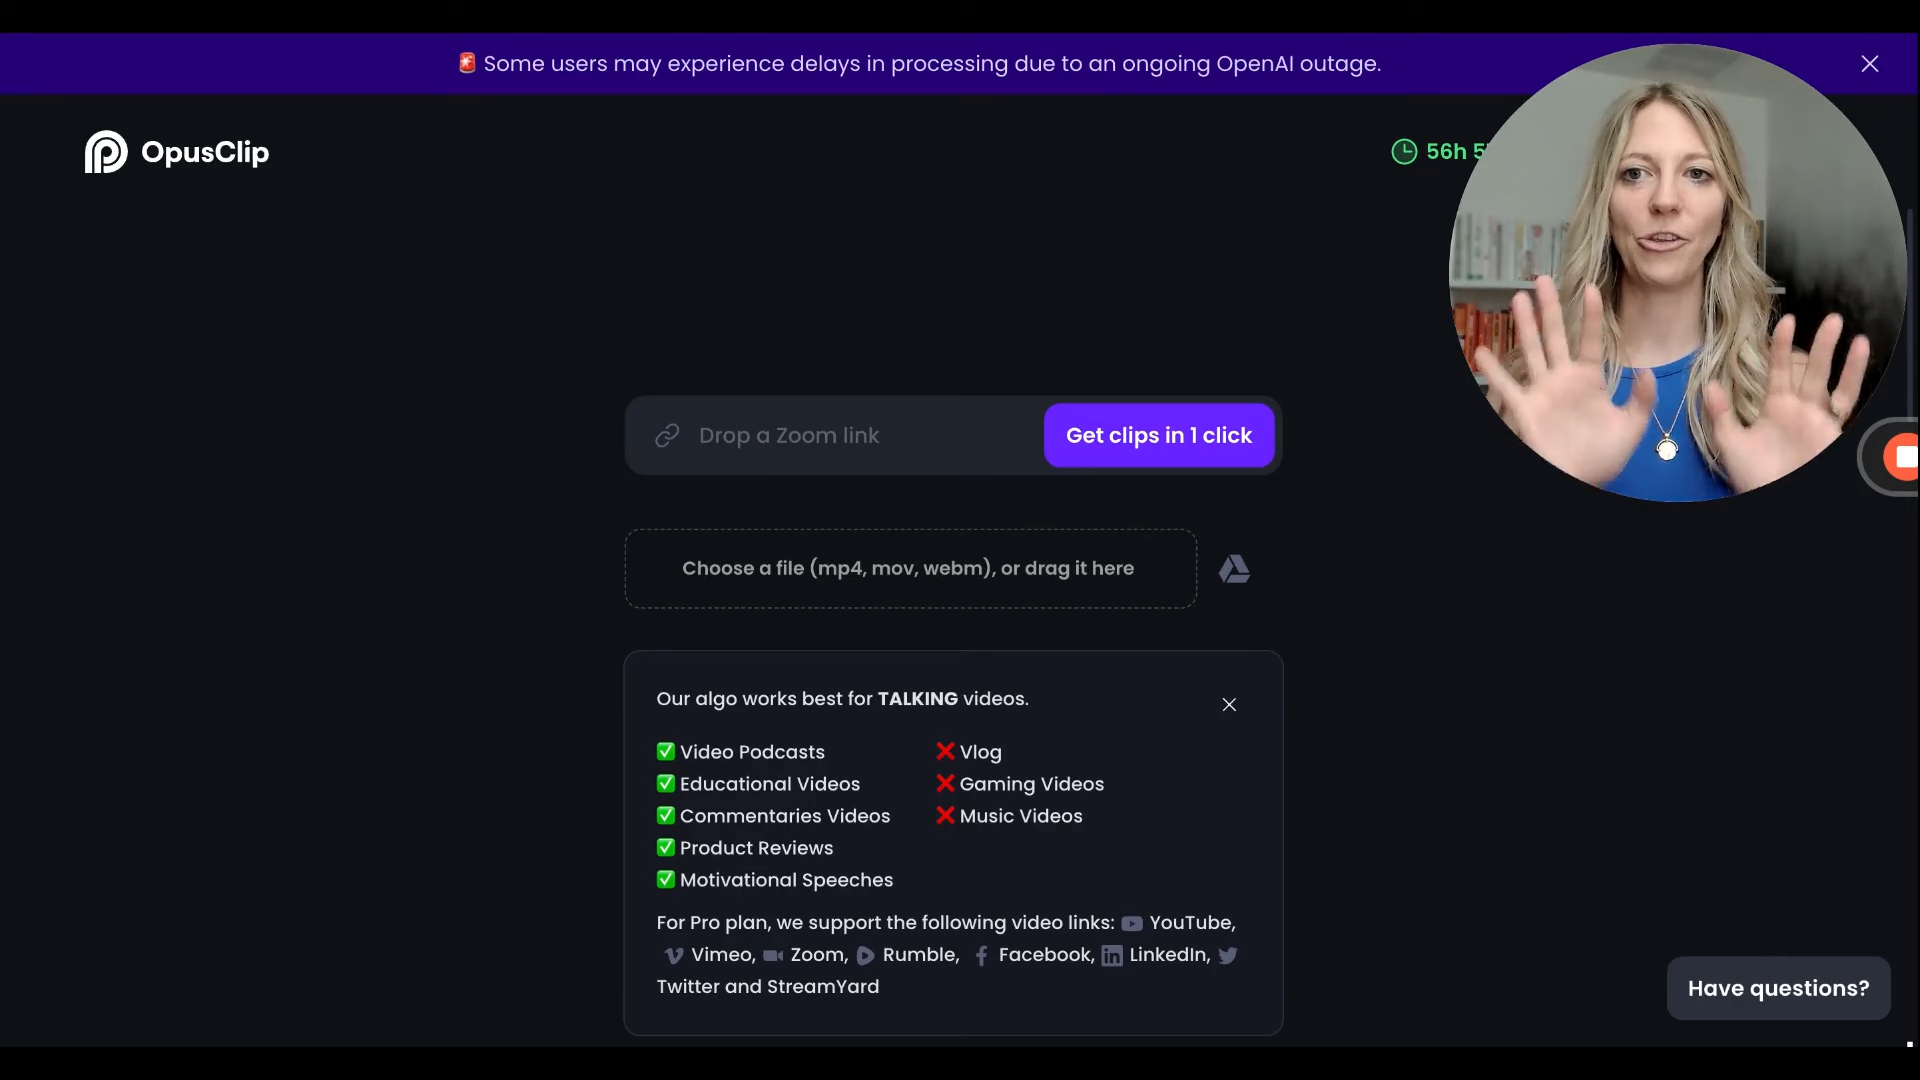 🚨 Some users may experience delays in processing due to an ongoing OpenAI outage.
OpusClip
56h
Drop a Zoom link
Get clips in 1 click
Choose a file (mp4, mov, webm), or drag it here
Our algo works best for TALKING videos.
✅ Video Podcasts
❌ Vlog
✅ Educational Videos
❌ Gaming Videos
✅ Commentaries Videos
❌ Music Videos
✅ Product Reviews
✅ Motivational Speeches
For Pro plan, we support the following video links: YouTube,
Vimeo, Zoom, Rumble, Facebook, LinkedIn,
Twitter and StreamYard
Have questions?